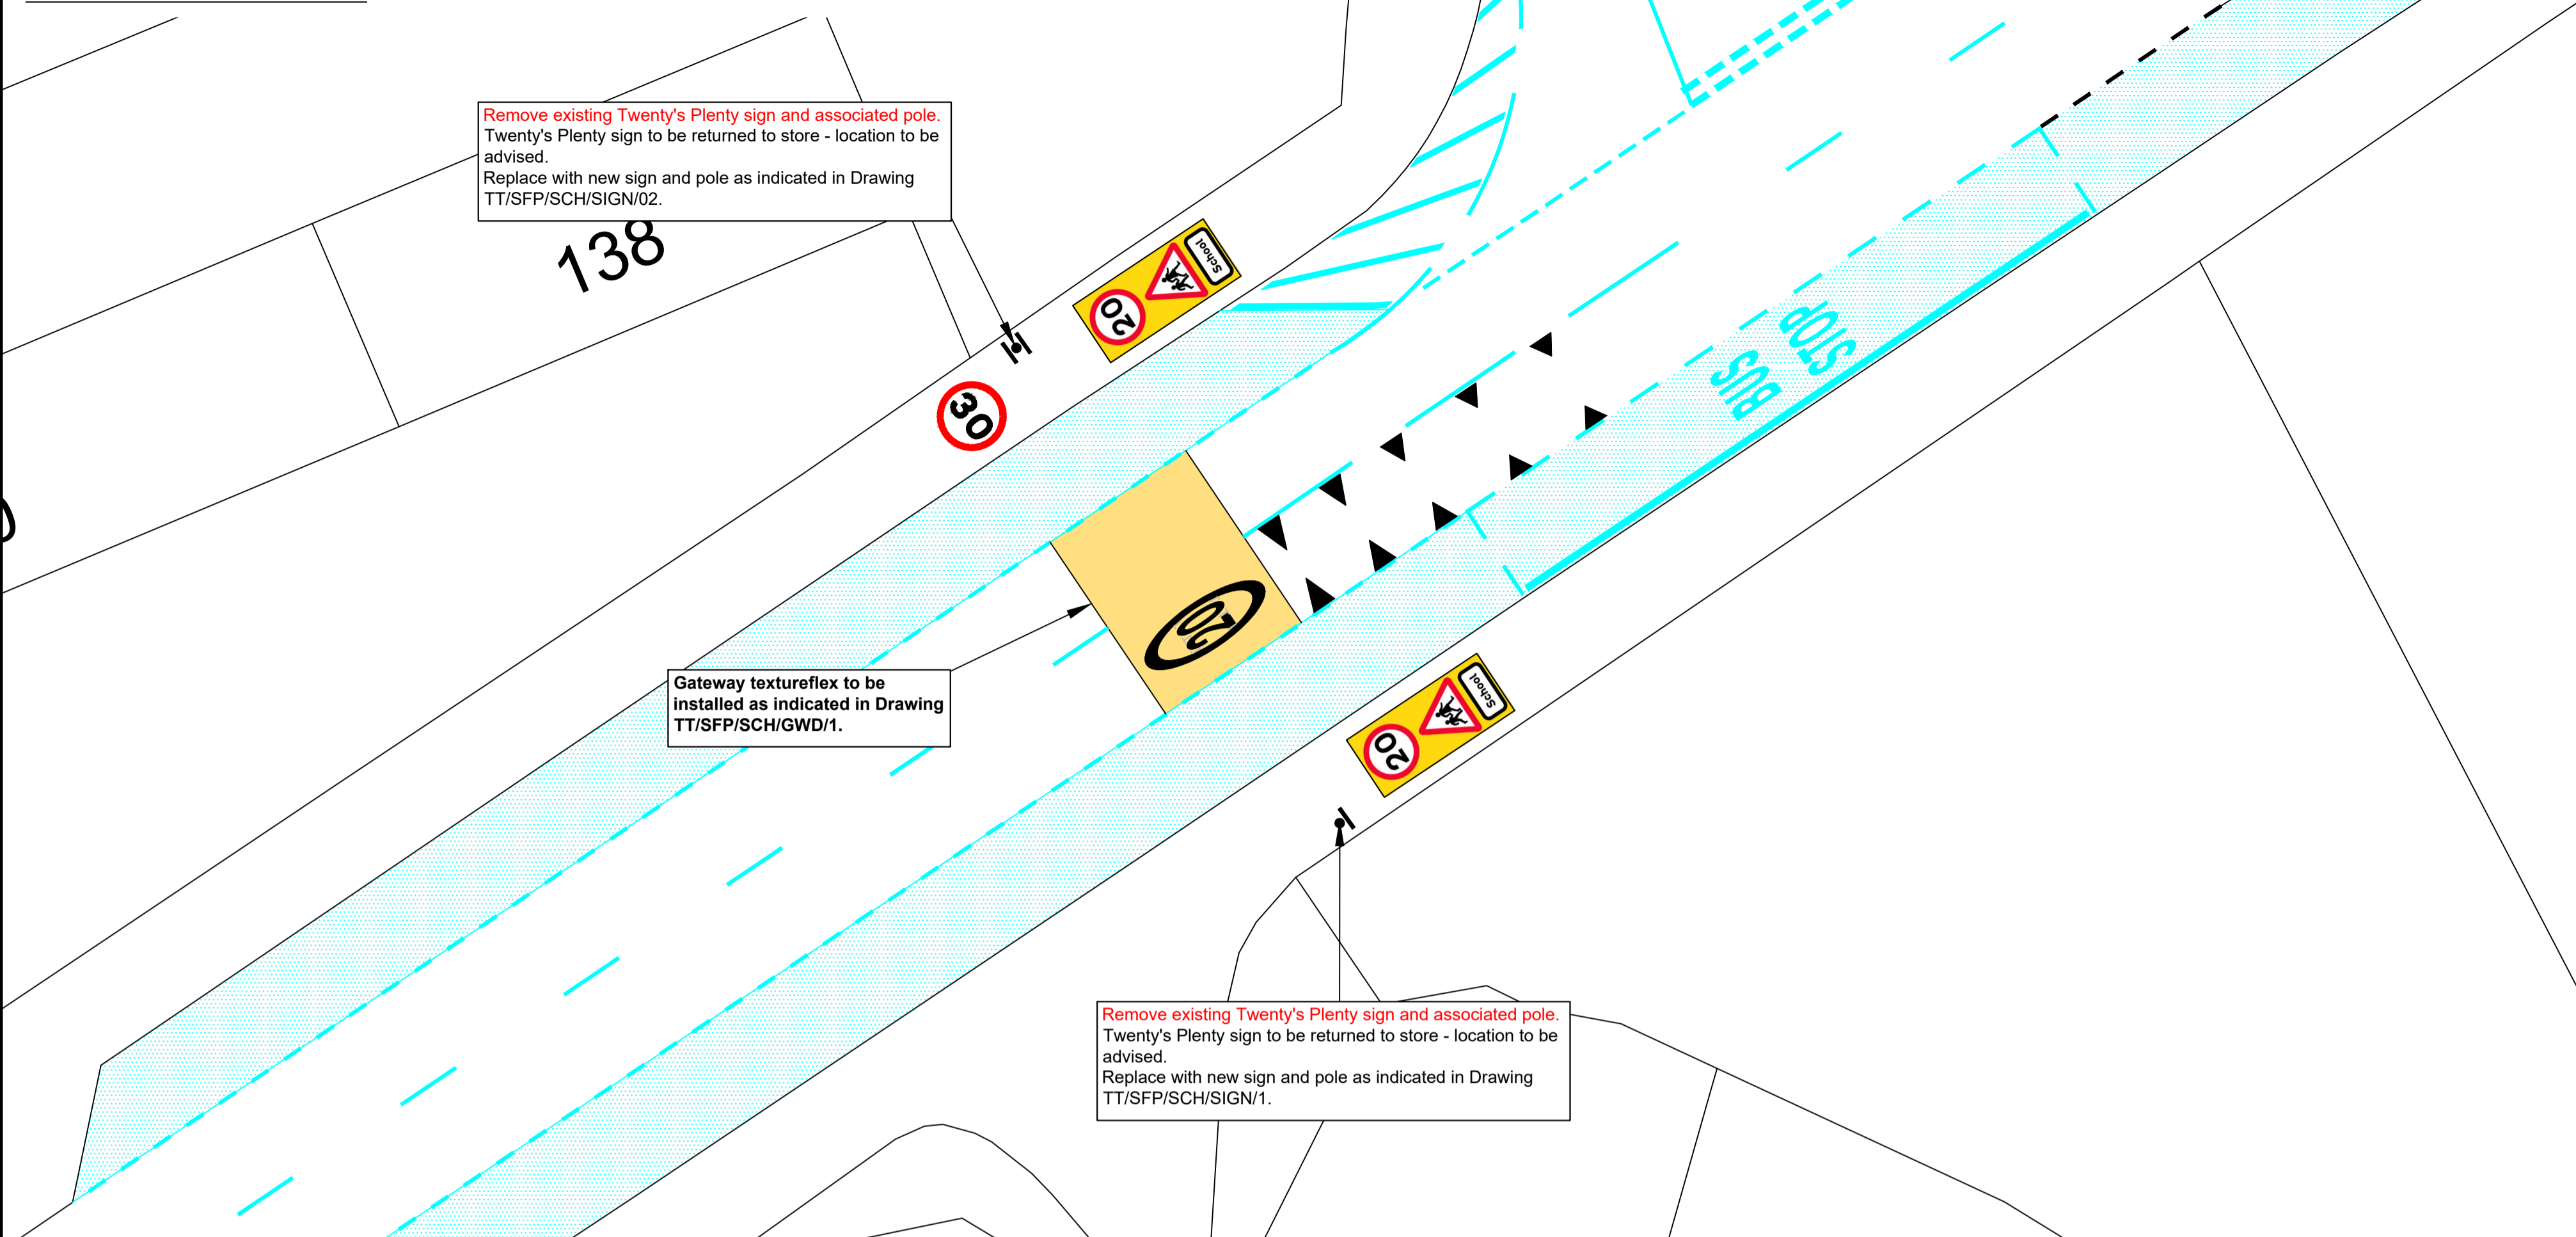 Remove existing Twenty's Plenty sign and associated pole.
Twenty's Plenty sign to be returned to store - location to be
advised.
Replace with new sign and pole as indicated in Drawing
TT/SFP/SCH/SIGN/02.
138
School
20
30
BUS
STOP
20
Gateway textureflex to be
installed as indicated in Drawing
TT/SFP/SCH/GWD/1.
School
20
Remove existing Twenty's Plenty sign and associated pole.
Twenty's Plenty sign to be returned to store - location to be
advised.
Replace with new sign and pole as indicated in Drawing
TT/SFP/SCH/SIGN/1.